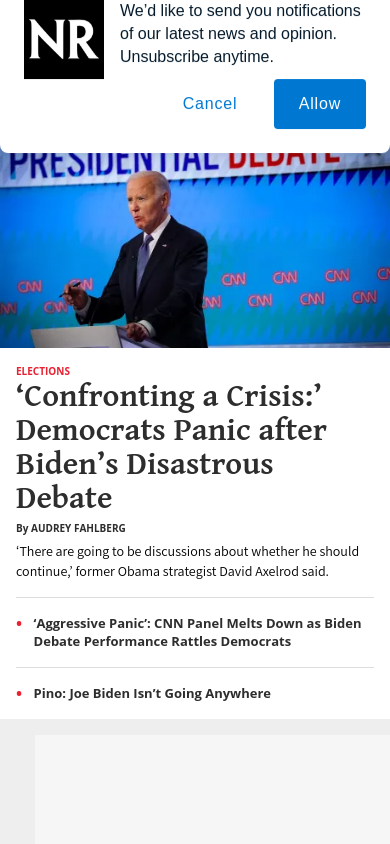 NR
We’d like to send you notifications
of our latest news and opinion.
Unsubscribe anytime.
Cancel
Allow
PRESIDENTIAL DEBATE
CNN CNN CNN
CNN CNN CNN CNN CNN
ELECTIONS
‘Confronting a Crisis:’
Democrats Panic after
Biden’s Disastrous
Debate
By AUDREY FAHLBERG
‘There are going to be discussions about whether he should
continue,’ former Obama strategist David Axelrod said.
‘Aggressive Panic’: CNN Panel Melts Down as Biden
Debate Performance Rattles Democrats
Pino: Joe Biden Isn’t Going Anywhere